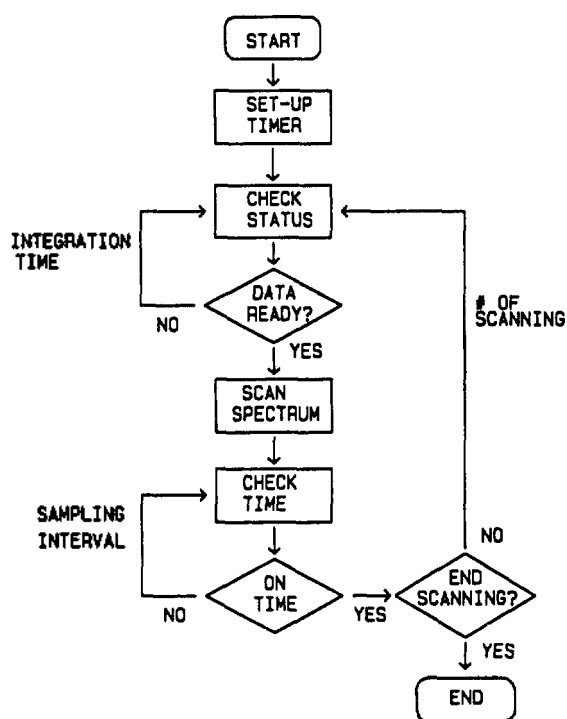 START
SET-UP
TIMER
CHECK
STATUS
INTEGRATION
TIME
DATA
READY?
NO
YES
# OF
SCANNING
SCAN
SPECTRUM
CHECK
TIME
SAMPLING
INTERVAL
ON
TIME
NO
YES
END
SCANNING?
NO
YES
END